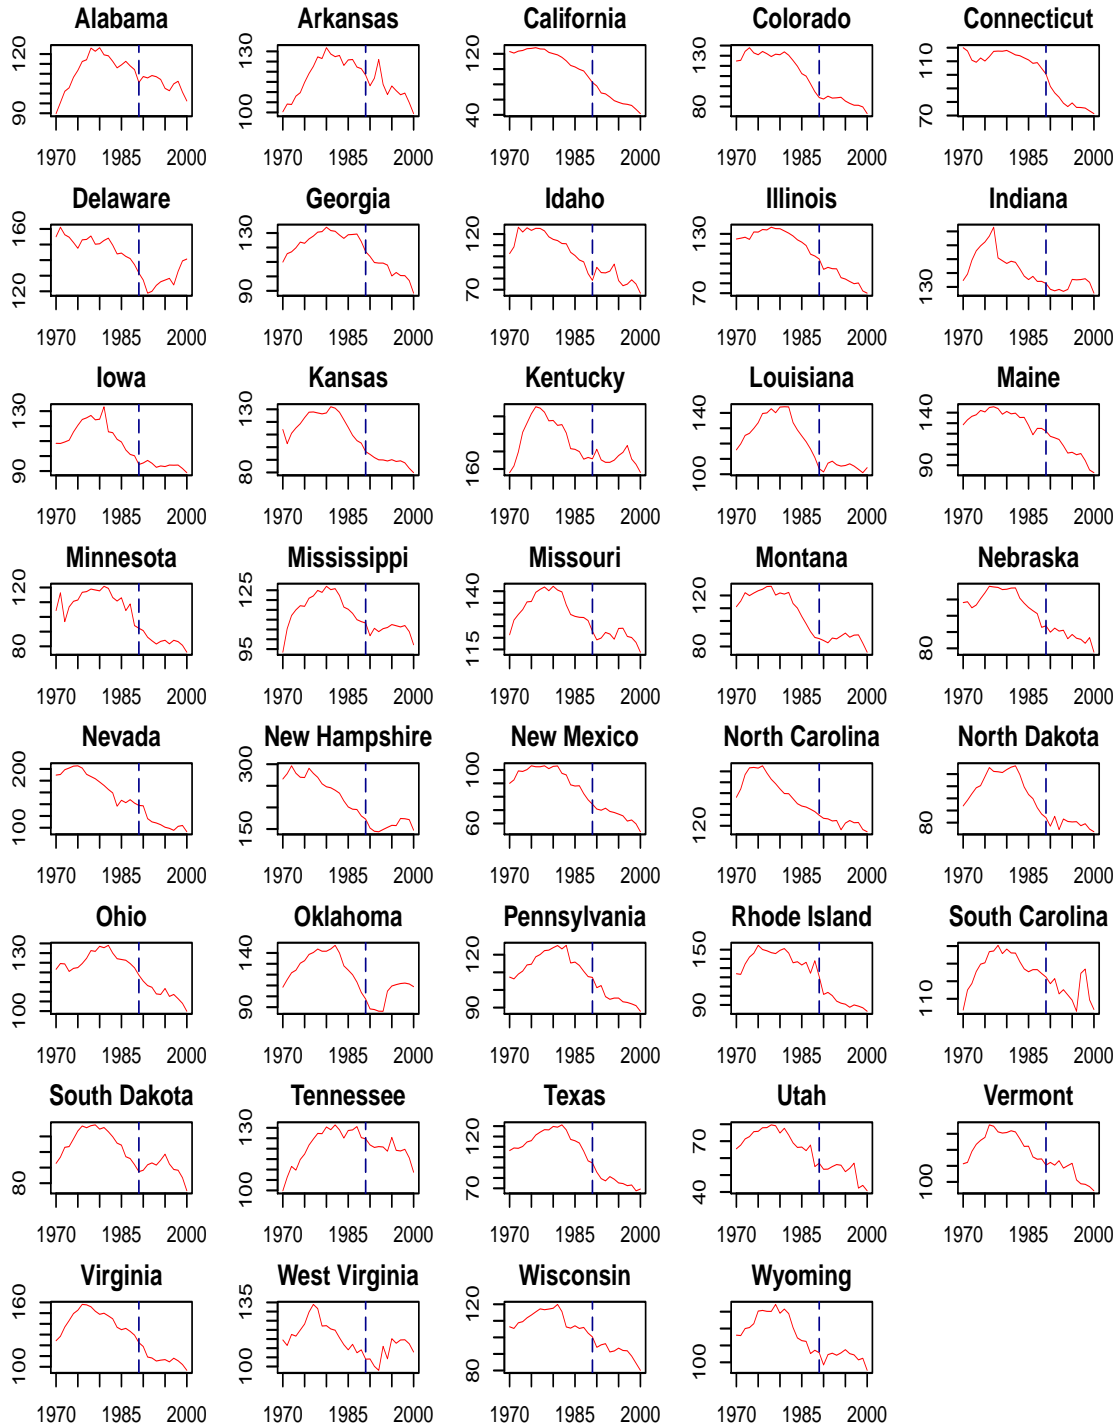 Alabama Arkansas California Colorado Connecticut
90 120 100 130 40 120 80 130 70 110
1970 1985 2000 1970 1985 2000 1970 1985 2000 1970 1985 2000 1970 1985 2000
Delaware Georgia Idaho Illinois Indiana
120 160 90 130 70 120 70 130 130
1970 1985 2000 1970 1985 2000 1970 1985 2000 1970 1985 2000 1970 1985 2000
Iowa Kansas Kentucky Louisiana Maine
90 130 80 130 160 100 140 90 140
1970 1985 2000 1970 1985 2000 1970 1985 2000 1970 1985 2000 1970 1985 2000
Minnesota Mississippi Missouri Montana Nebraska
80 120 95 125 115 140 80 120 80
1970 1985 2000 1970 1985 2000 1970 1985 2000 1970 1985 2000 1970 1985 2000
Nevada New Hampshire New Mexico North Carolina North Dakota
100 200 150 300 60 100 120 80
1970 1985 2000 1970 1985 2000 1970 1985 2000 1970 1985 2000 1970 1985 2000
Ohio Oklahoma Pennsylvania Rhode Island South Carolina
100 130 90 140 90 120 90 150 110
1970 1985 2000 1970 1985 2000 1970 1985 2000 1970 1985 2000 1970 1985 2000
South Dakota Tennessee Texas Utah Vermont
80 100 130 70 120 40 70 100
1970 1985 2000 1970 1985 2000 1970 1985 2000 1970 1985 2000 1970 1985 2000
Virginia West Virginia Wisconsin Wyoming
100 160 100 135 80 120 100
1970 1985 2000 1970 1985 2000 1970 1985 2000 1970 1985 2000